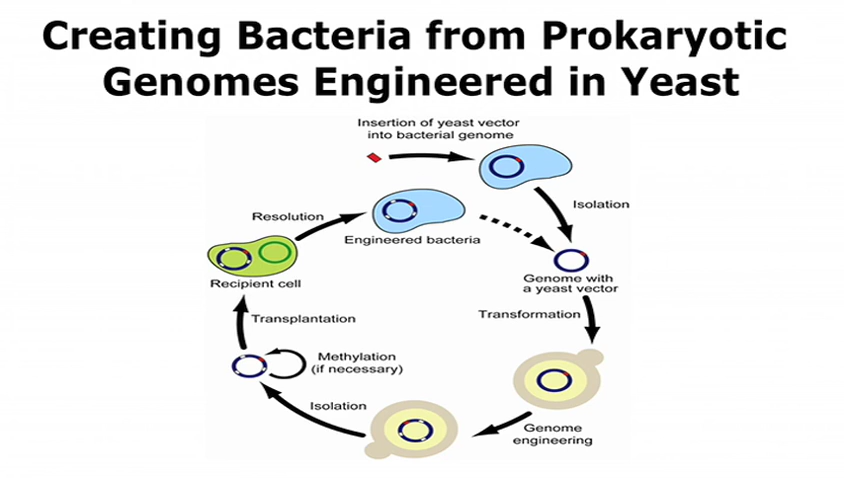 Creating Bacteria from Prokaryotic
Genomes Engineered in Yeast
Insertion of yeast vector
into bacterial genome
Isolation
Resolution
Engineered bacteria
Genome with
a yeast vector
Recipient cell
Transplantation
Transformation
Methylation
(if necessary)
Isolation
Genome
engineering